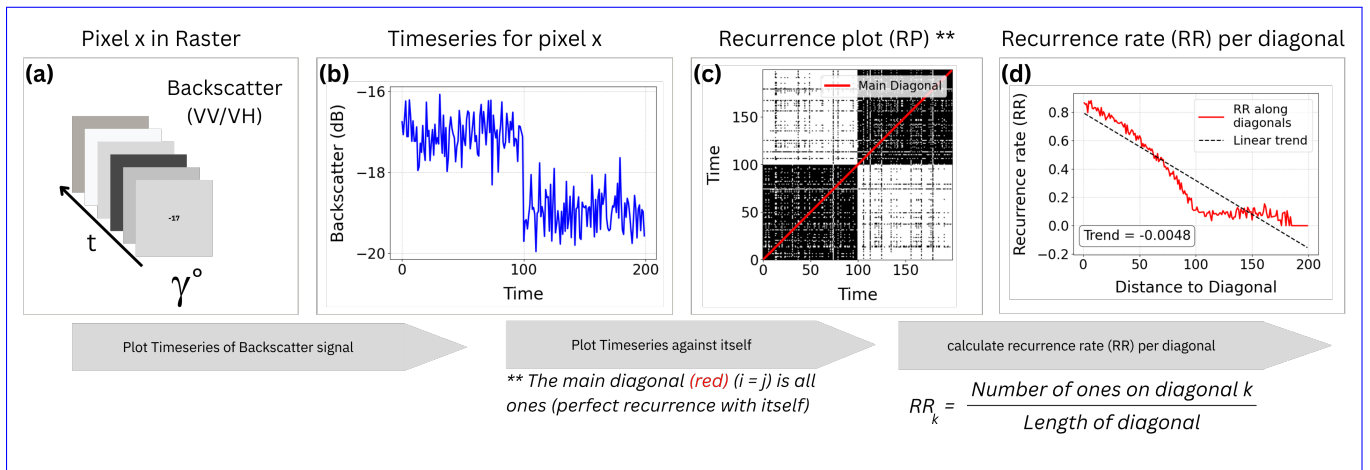 Pixel x in Raster
Timeseries for pixel x
Recurrence plot (RP) **
Recurrence rate (RR) per diagonal
(a)
Backscatter
(VV/VH)
-17
t
γ°
(b)
Backscatter (dB)
−16
−18
−20
0
100
200
Time
(c)
Main Diagonal
Time
150
100
50
0
0
50
100
150
Time
(d)
Recurrence rate (RR)
RR along
diagonals
Linear trend
0.8
0.6
0.4
0.2
0.0
−0.2
Trend = -0.0048
0
50
100
150
200
Distance to Diagonal
Plot Timeseries of Backscatter signal
Plot Timeseries against itself
calculate recurrence rate (RR) per diagonal
** The main diagonal (red) (i = j) is all
ones (perfect recurrence with itself)
RRk = Number of ones on diagonal k
Length of diagonal